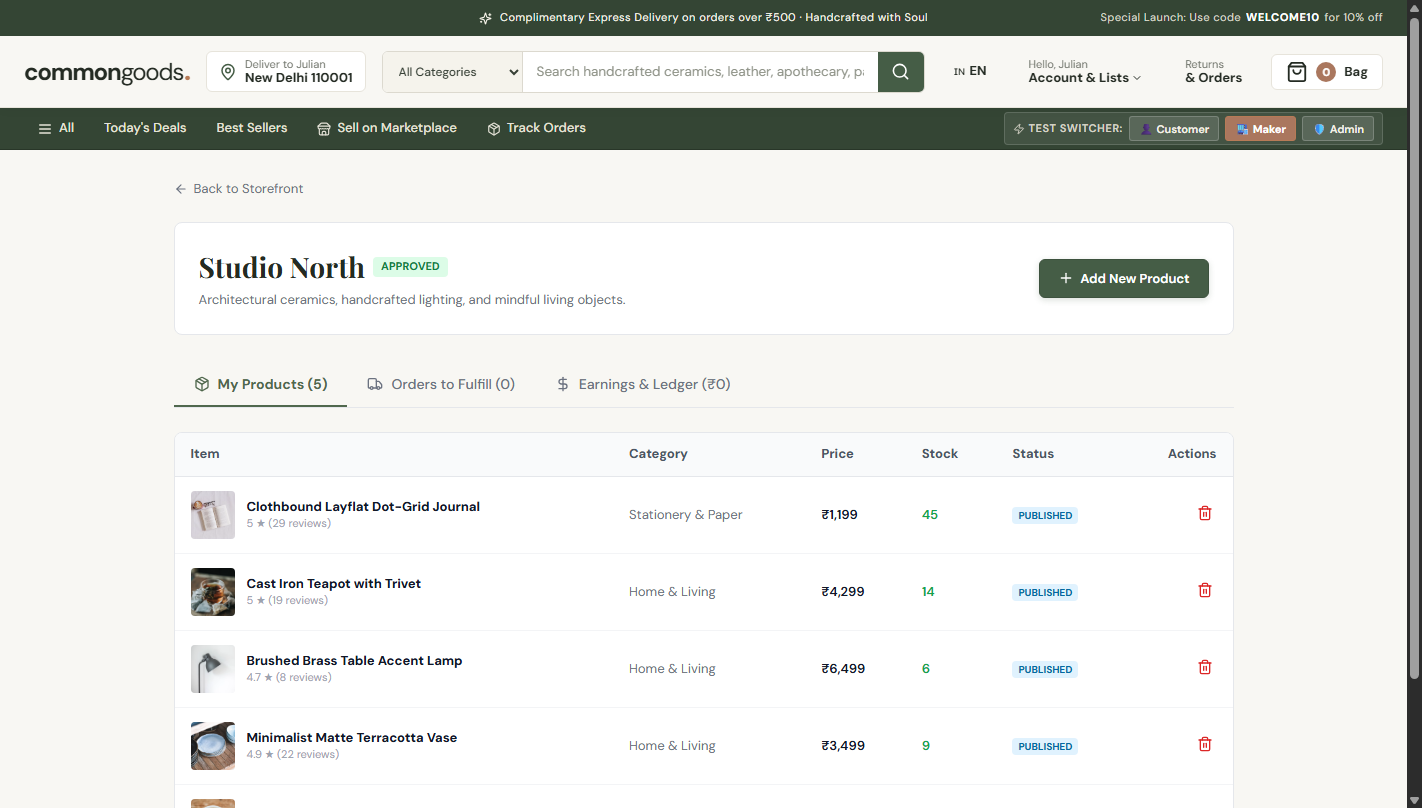 Complimentary Express Delivery on orders over ₹500 · Handcrafted with Soul
Special Launch: Use code WELCOME10 for 10% off
commongoods.
Deliver to Julian
New Delhi 110001
All Categories
Search handcrafted ceramics, leather, apothecary, pa
IN EN
Hello, Julian
Account & Lists
Returns
& Orders
0 Bag
All
Today's Deals
Best Sellers
Sell on Marketplace
Track Orders
TEST SWITCHER:
Customer
Maker
Admin
Back to Storefront
Studio North
APPROVED
Architectural ceramics, handcrafted lighting, and mindful living objects.
Add New Product
My Products (5)
Orders to Fulfill (0)
Earnings & Ledger (₹0)
Item Category Price Stock Status Actions
Clothbound Layflat Dot-Grid Journal
5 ★ (29 reviews)
Stationery & Paper ₹1,199 45 PUBLISHED
Cast Iron Teapot with Trivet
5 ★ (19 reviews)
Home & Living ₹4,299 14 PUBLISHED
Brushed Brass Table Accent Lamp
4.7 ★ (8 reviews)
Home & Living ₹6,499 6 PUBLISHED
Minimalist Matte Terracotta Vase
4.9 ★ (22 reviews)
Home & Living ₹3,499 9 PUBLISHED